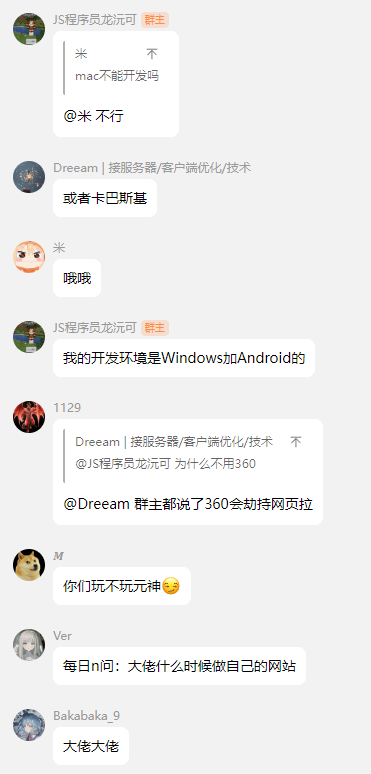 JS程序员龙沅可 群主
米 不
mac不能开发吗
@米 不行
Dreeam | 接服务器/客户端优化/技术
或者卡巴斯基
米
哦哦
JS程序员龙沅可 群主
我的开发环境是Windows加Android的
1129
Dreeam | 接服务器/客户端优化/技术 不
@JS程序员龙沅可 为什么不用360
@Dreeam 群主都说了360会劫持网页拉
M
你们玩不玩元神😏
Ver
每日n问：大佬什么时候做自己的网站
Bakabaka_9
大佬大佬